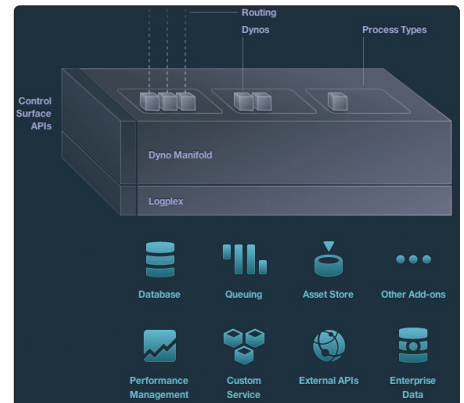 Routing
Dynos
Process Types
Control
Surface
APIs
Dyno Manifold
Logplex
Database
Queuing
Asset Store
Other Add-ons
Performance
Management
Custom
Service
External APIs
Enterprise
Data